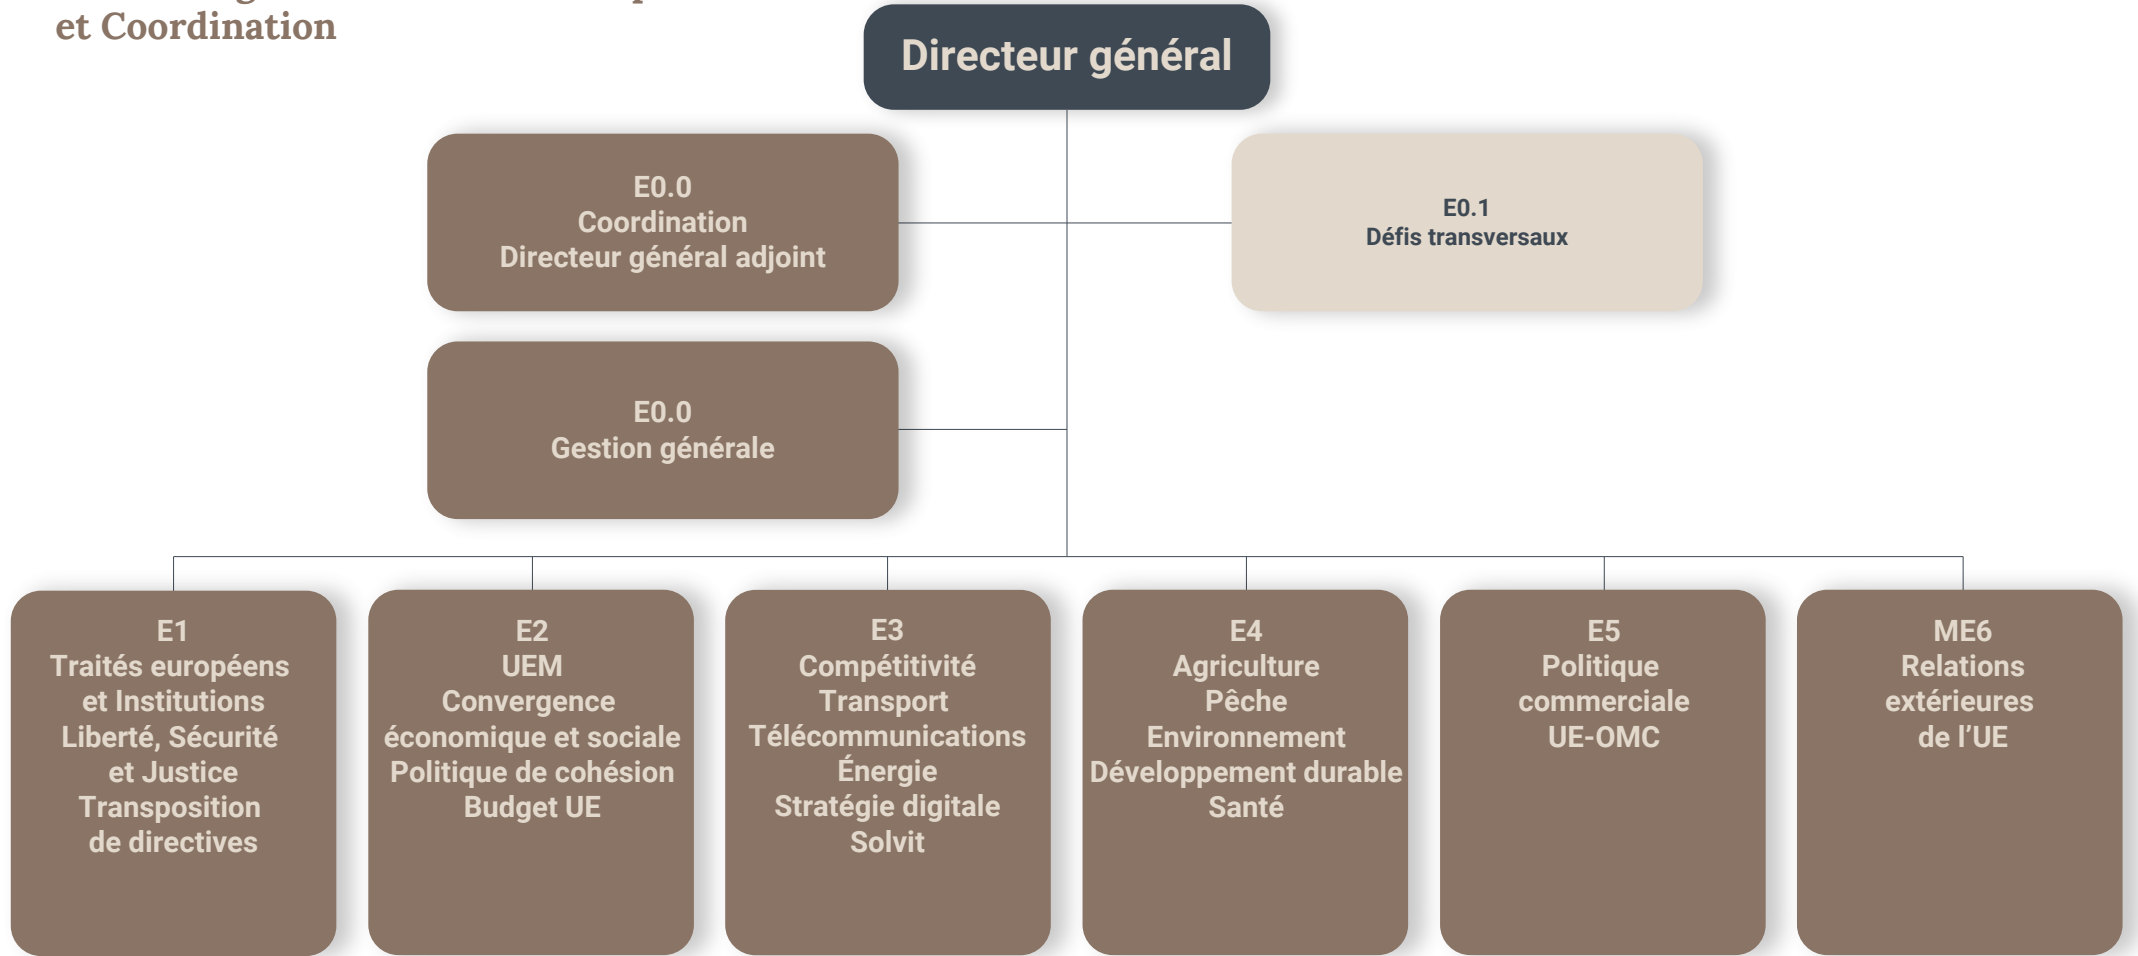 et Coordination
Directeur général
E0.0
Coordination
Directeur général adjoint
E0.1
Défis transversaux
E0.0
Gestion générale
E1
Traités européens
et Institutions
Liberté, Sécurité
et Justice
Transposition
de directives
E2
UEM
Convergence
économique et sociale
Politique de cohésion
Budget UE
E3
Compétitivité
Transport
Télécommunications
Énergie
Stratégie digitale
Solvit
E4
Agriculture
Pêche
Environnement
Développement durable
Santé
E5
Politique
commerciale
UE-OMC
ME6
Relations
extérieures
de l’UE